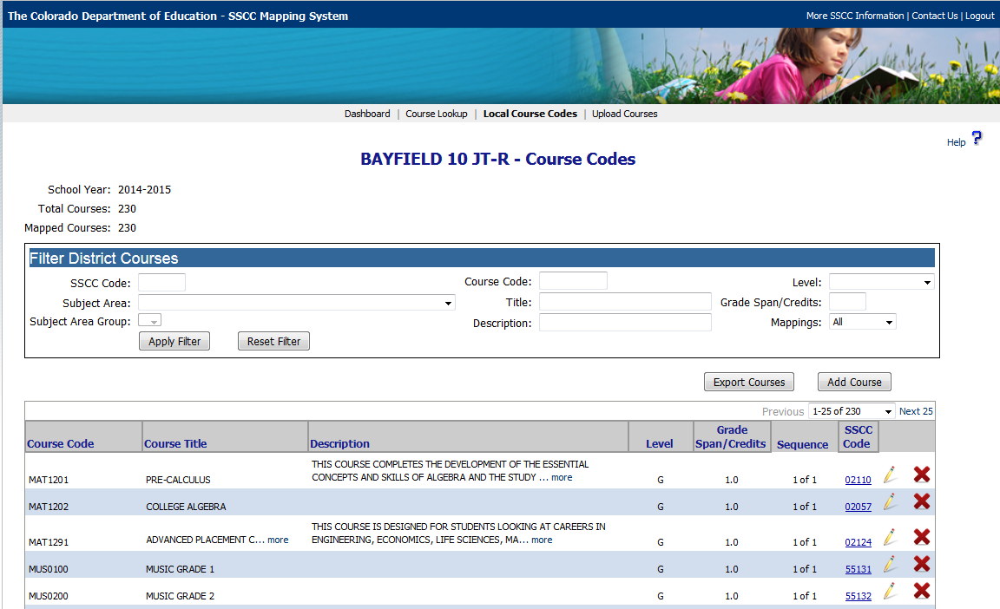 The Colorado Department of Education - SSCC Mapping System More SSCC Information | Contact Us | Logout
Dashboard | Course Lookup | Local Course Codes | Upload Courses
Help ?
BAYFIELD 10 JT-R - Course Codes
School Year: 2014-2015
Total Courses: 230
Mapped Courses: 230
Filter District Courses
SSCC Code: Course Code: Level:
Subject Area: Title: Grade Span/Credits:
Subject Area Group: Description: Mappings: All
Apply Filter Reset Filter
Export Courses Add Course
Previous 1-25 of 230 Next 25
Course Code Course Title Description Level Grade Span/Credits Sequence SSCC Code
THIS COURSE COMPLETES THE DEVELOPMENT OF THE ESSENTIAL
MAT1201 PRE-CALCULUS CONCEPTS AND SKILLS OF ALGEBRA AND THE STUDY ... more G 1.0 1 of 1 02110
MAT1202 COLLEGE ALGEBRA G 1.0 1 of 1 02057
THIS COURSE IS DESIGNED FOR STUDENTS LOOKING AT CAREERS IN
MAT1291 ADVANCED PLACEMENT C... more ENGINEERING, ECONOMICS, LIFE SCIENCES, MA... more G 1.0 1 of 1 02124
MUS0100 MUSIC GRADE 1 G 1.0 1 of 1 55131
MUS0200 MUSIC GRADE 2 G 1.0 1 of 1 55132